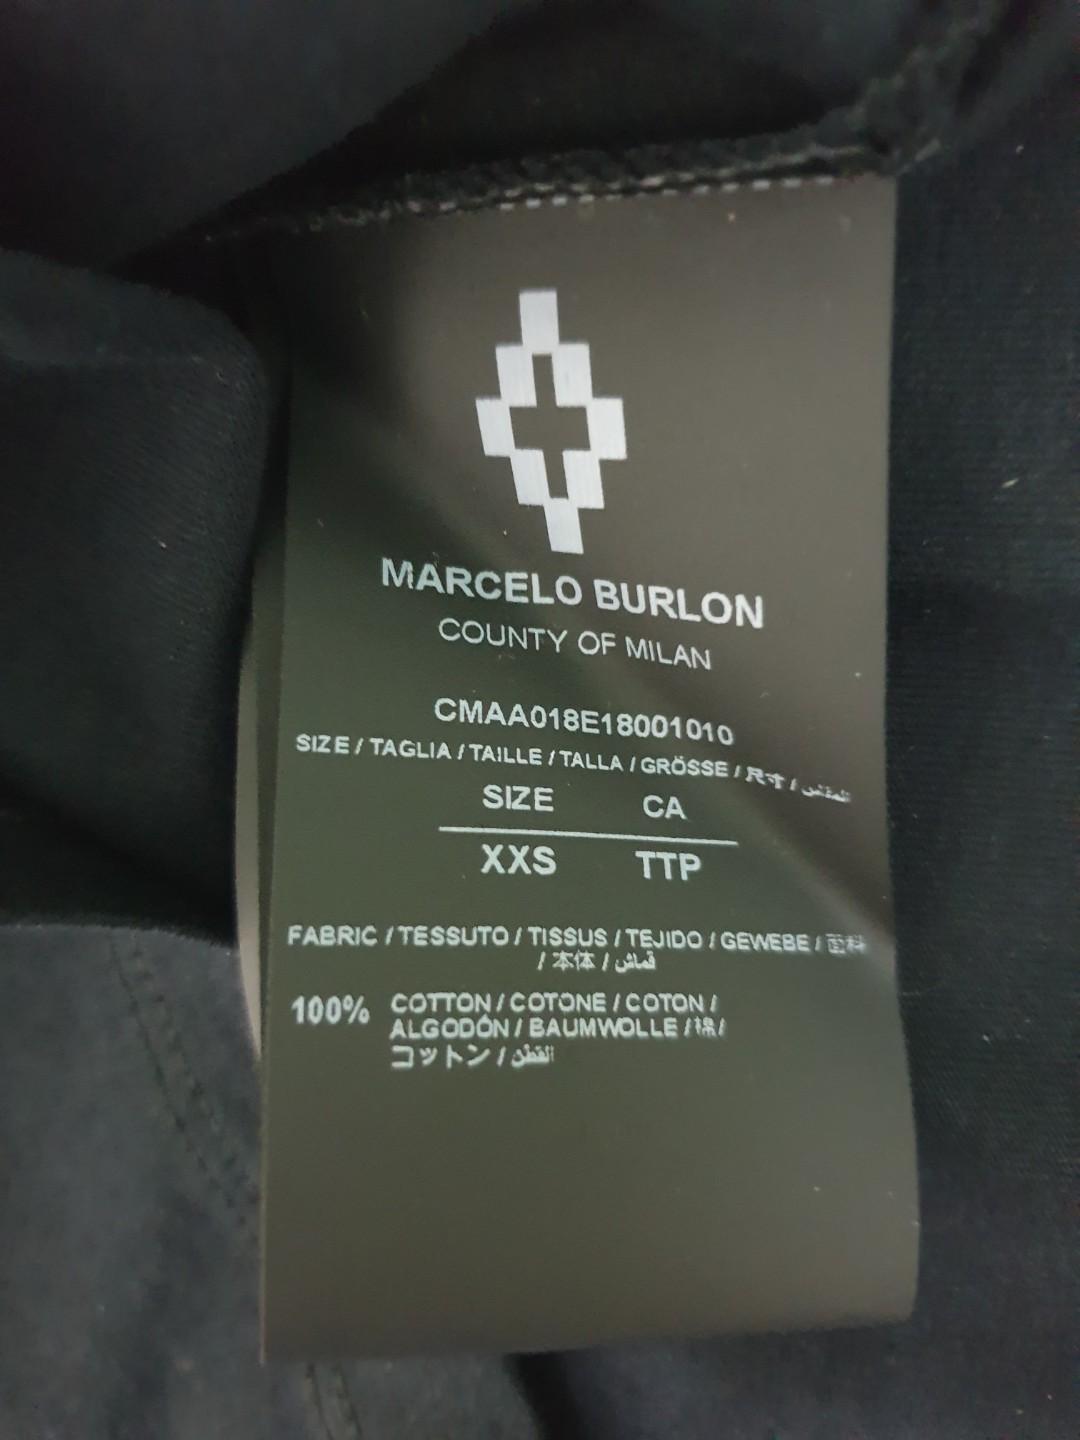 MARCELO BURLON
COUNTY OF MILAN
CMAA018E18001010
SIZE / TAGLIA / TAILLE / TALLA / GRÖSSE / 尺寸 / المقاس
SIZE CA
XXS TTP
FABRIC / TESSUTO / TISSUS / TEJIDO / GEWEBE / 面料
/ 本体 / قماش
100% COTTON / COTONE / COTON /
ALGODÓN / BAUMWOLLE / 棉 /
コットン / القطن